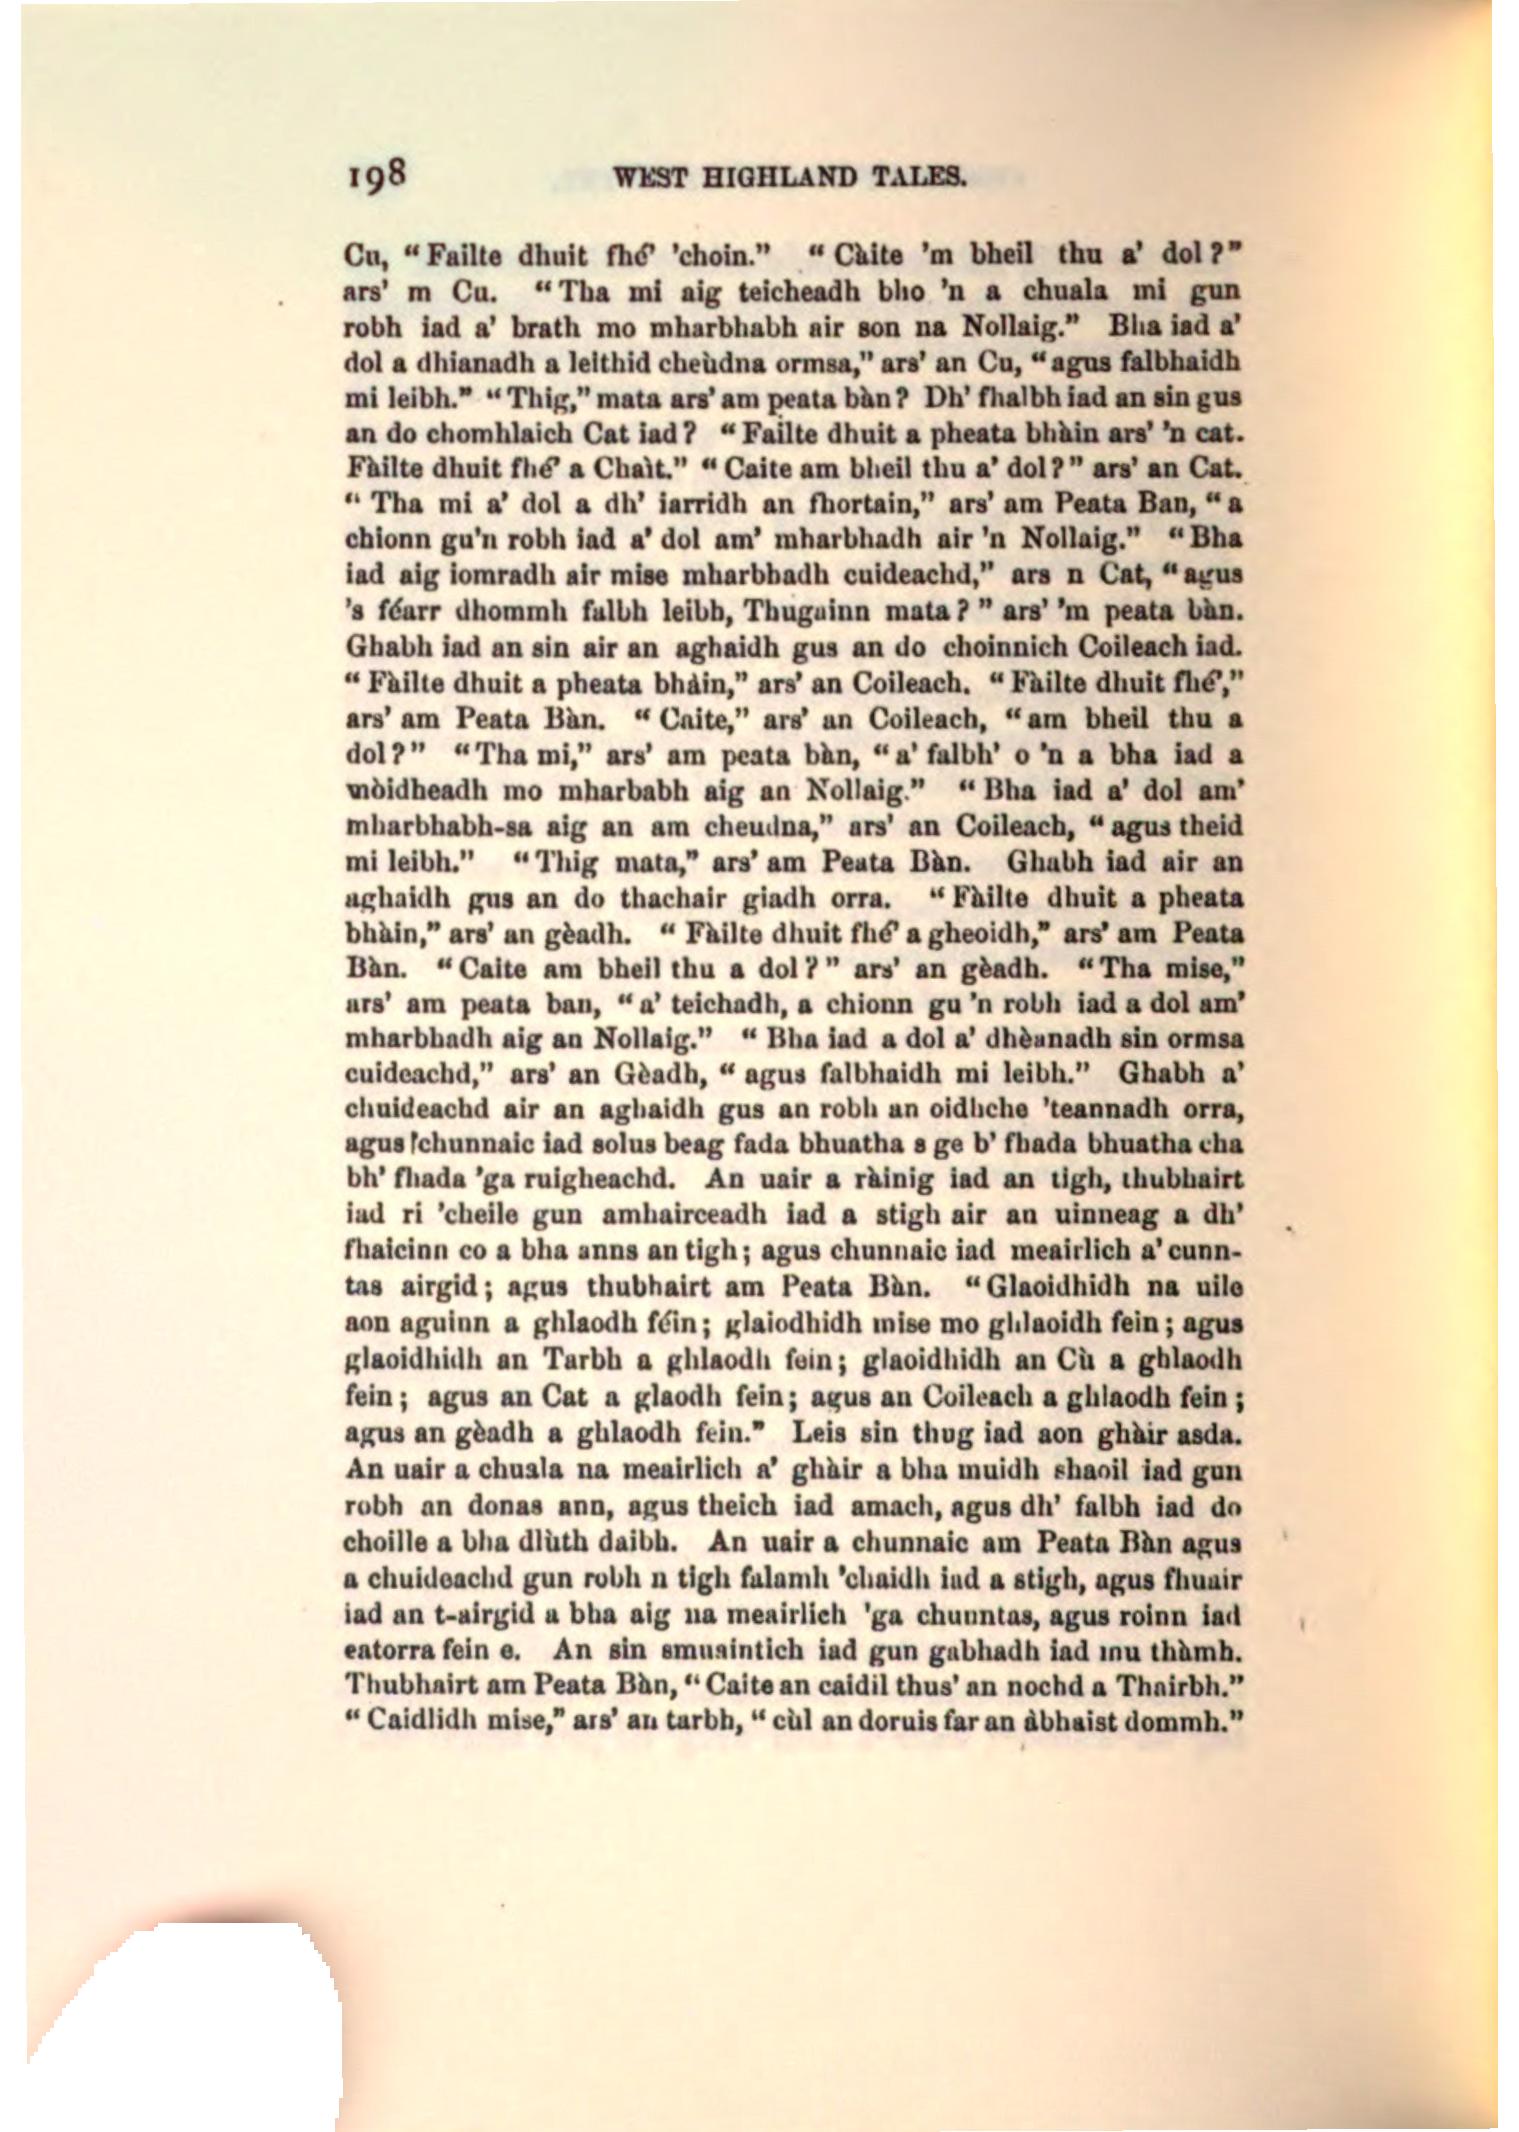 198 WEST HIGHLAND TALES.
Cu, “Failte dhuit fhé’ ’choin.” “Càite ’m bheil thu a’ dol?”
ars’ m Cu. “Tha mi aig teicheadh bho ’n a chuala mi gun
robh iad a’ brath mo mharbhabh air son na Nollaig.” Bha iad a’
dol a dhianadh a leithid cheùdna ormsa,” ars’ an Cu, “agus falbhaidh
mi leibh.” “Thig,” mata ars’ am peata bàn? Dh’ fhalbh iad an sin gus
an do chomhlaich Cat iad? “Failte dhuit a pheata bhàin ars’ ’n cat.
Fàilte dhuit fhé’ a Chaìt.” “Caite am bheil thu a’ dol?” ars’ an Cat.
“Tha mi a’ dol a dh’ iarridh an fhortain,” ars’ am Peata Ban, “a
chionn gu’n robh iad a’ dol am’ mharbhadh air ’n Nollaig.” “Bha
iad aig iomradh air mise mharbhadh cuideachd,” ars n Cat, “agus
’s féarr dhommh falbh leibh, Thugainn mata?” ars’ ’m peata bàn.
Ghabh iad an sin air an aghaidh gus an do choinnich Coileach iad.
“Fàilte dhuit a pheata bhàin,” ars’ an Coileach. “Fàilte dhuit fhé’,”
ars’ am Peata Bàn. “Caite,” ars’ an Coileach, “am bheil thu a
dol?” “Tha mi,” ars’ am peata bàn, “a’ falbh’ o ’n a bha iad a
mòidheadh mo mharbabh aig an Nollaig.” “Bha iad a’ dol am’
mharbhabh-sa aig an am cheudna,” ars’ an Coileach, “agus theid
mi leibh.” “Thig mata,” ars’ am Peata Bàn. Ghabh iad air an
aghaidh gus an do thachair giadh orra. “Fàilte dhuit a pheata
bhàin,” ars’ an gèadh. “Fàilte dhuit fhé’ a gheoidh,” ars’ am Peata
Bàn. “Caite am bheil thu a dol?” ars’ an gèadh. “Tha mise,”
ars’ am peata ban, “a’ teichadh, a chionn gu ’n robh iad a dol am’
mharbhadh aig an Nollaig.” “Bha iad a dol a’ dhèanadh sin ormsa
cuideachd,” ars’ an Gèadh, “agus falbhaidh mi leibh.” Ghabh a’
chuideachd air an aghaidh gus an robh an oidhche ’teannadh orra,
agus ’chunnaic iad solus beag fada bhuatha s ge b’ fhada bhuatha cha
bh’ fhada ’ga ruigheachd. An uair a ràinig iad an tigh, thubhairt
iad ri ’cheile gun amhairceadh iad a stigh air an uinneag a dh’
fhaicinn co a bha anns an tigh; agus chunnaic iad meairlich a’ cunn-
tas airgid; agus thubhairt am Peata Bàn. “Glaoidhidh na uile
aon aguinn a ghlaodh féin; glaiodhidh mise mo ghlaoidh fein; agus
glaoidhidh an Tarbh a ghlaodh fein; glaoidhidh an Cù a ghlaodh
fein; agus an Cat a glaodh fein; agus an Coileach a ghlaodh fein;
agus an gèadh a ghlaodh fein.” Leis sin thug iad aon ghàir asda.
An uair a chuala na meairlich a’ ghàir a bha muidh shaoil iad gun
robh an donas ann, agus theich iad amach, agus dh’ falbh iad do
choille a bha dlùth daibh. An uair a chunnaic am Peata Bàn agus
a chuideachd gun robh n tigh falamh ’chaidh iad a stigh, agus fhuair
iad an t-airgid a bha aig na meairlich ’ga chunntas, agus roinn iad
eatorra fein e. An sin smuaintich iad gun gabhadh iad mu thàmh.
Thubhairt am Peata Bàn, “Caite an caidil thus’ an nochd a Thairbh.”
“Caidlidh mise,” ars’ an tarbh, “cùl an doruis far an àbhaist dommh.”